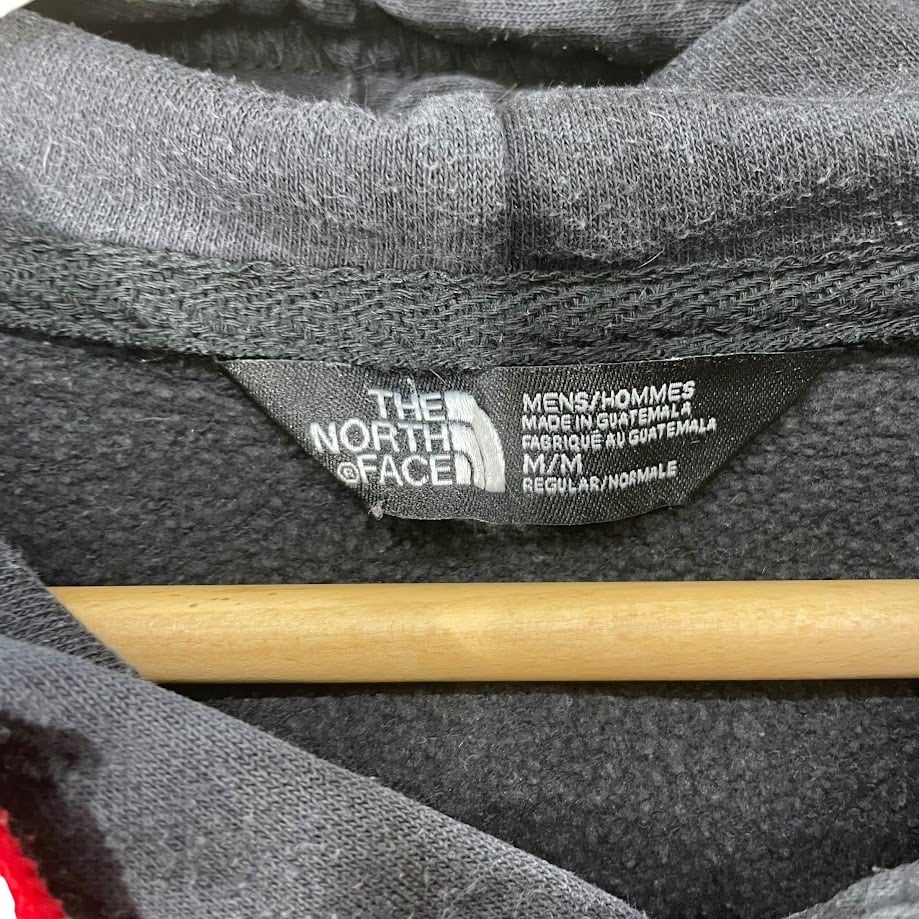 THE
NORTH
®FACE
MENS/HOMMES
MADE IN GUATEMALA
FABRIQUE AU GUATEMALA
M/M
REGULAR/NORMALE